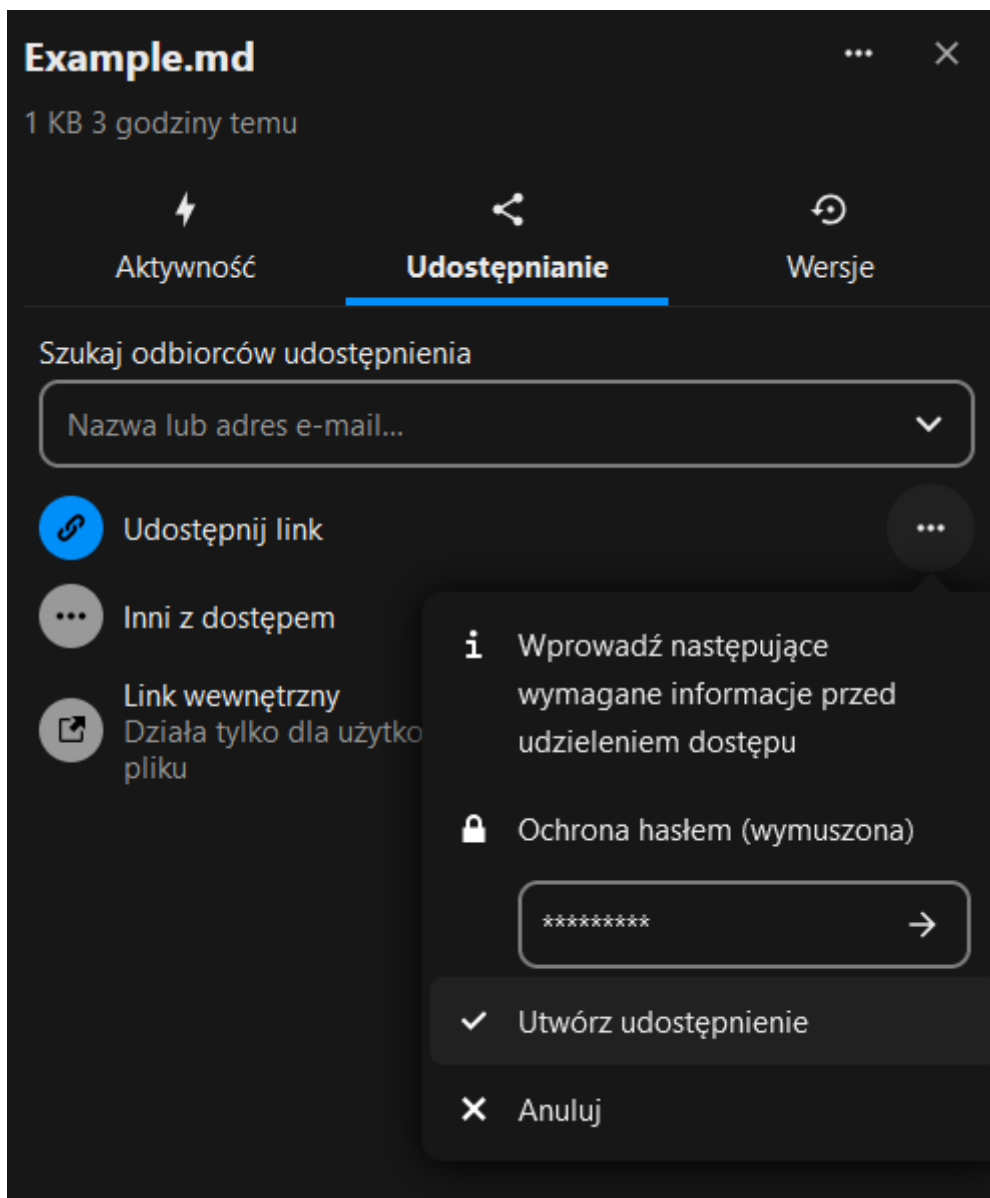 Example.md
1 KB 3 godziny temu
Aktywność
Udostępnianie
Wersje
Szukaj odbiorców udostępnienia
Nazwa lub adres e-mail...
Udostępnij link
Inni z dostępem
Link wewnętrzny
Działa tylko dla
pliku
Wprowadź następujące
wymagane informacje przed
udzieleniem dostępu
Ochrona hasłem (wymuszona)
*********
Utwórz udostępnienie
Anuluj